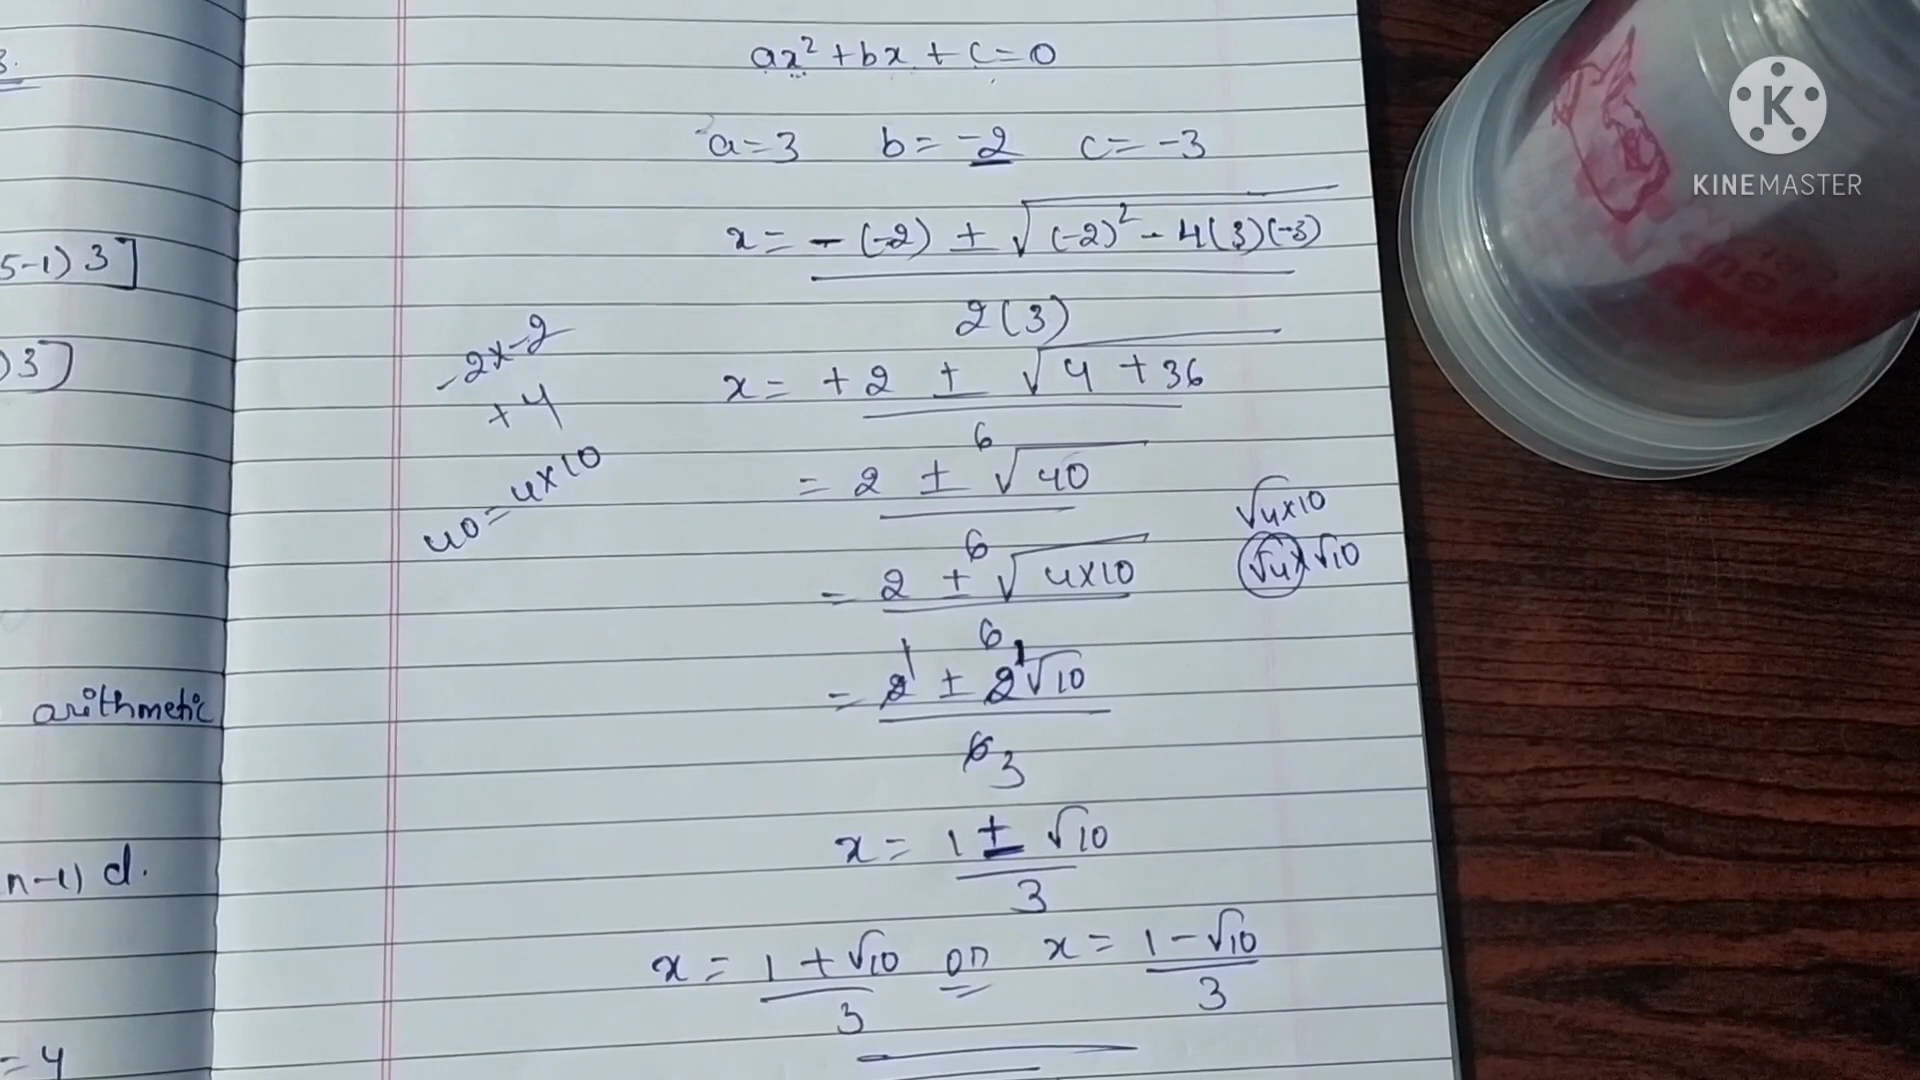 3.
5-1) 3]
)3]
arithmetic
n-1) d.
= 4
ax² + bx + c = 0
a = 3 b = -2 c = -3
x = - (-2) ± √(-2)² - 4(3)(-3)
2(3)
x = +2 ± √4 + 36
6
= 2 ± √40
6
= 2 ± √4×10
6
= 2 1 ± 2 1 √10
6 3
x = 1 ± √10
3
x = 1 + √10 or x = 1 - √10
3 3
-2×-2
+4
40 = 4×10
√4×10
√4×√10
K
KINEMASTER